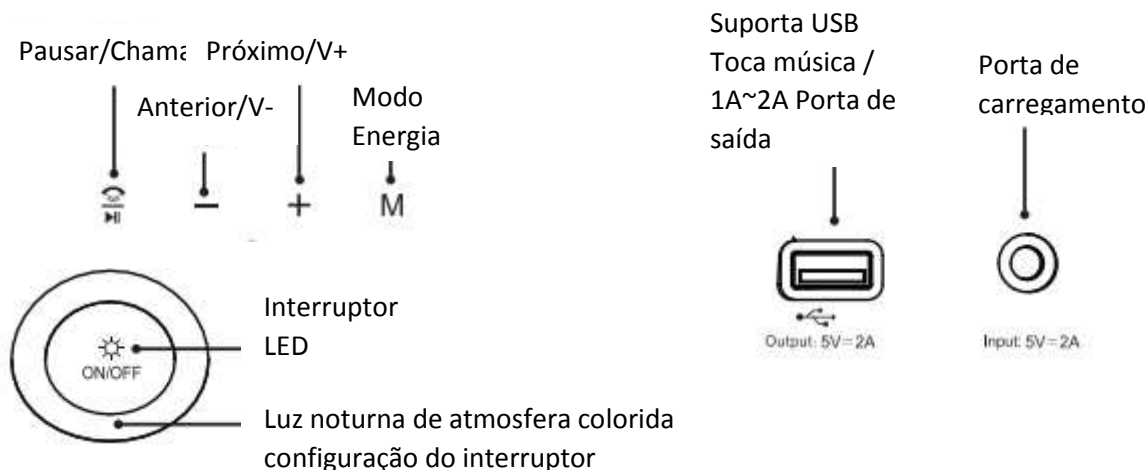 Pausar/Chama
Próximo/V+
Anterior/V-
Modo
Energia
M
Suporta USB
Toca música /
1A~2A Porta de
saída
Porta de
carregamento
Output: 5V=2A
Input: 5V=2A
Interruptor
LED
ON/OFF
Luz noturna de atmosfera colorida
configuração do interruptor